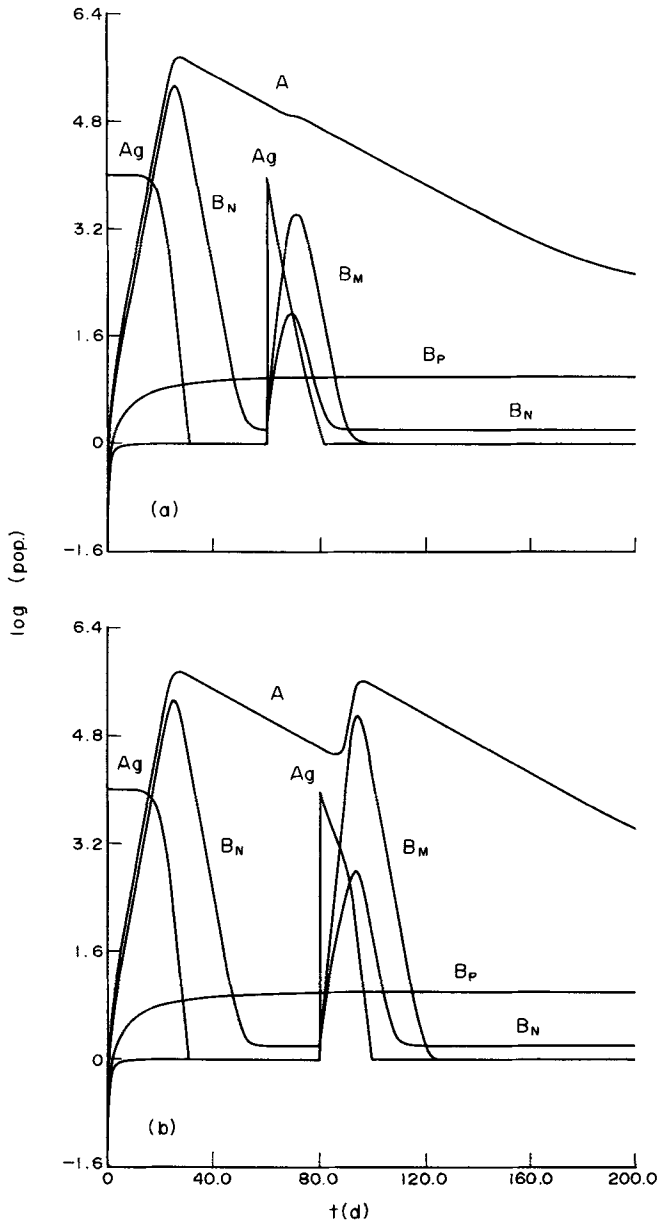 6.4
A
4.8
Ag
Ag
B_N
3.2
B_M
1.6
B_P
B_N
0
(a)
-1.6
log (pop.)
6.4
A
4.8
Ag
Ag
3.2
B_N
B_M
1.6
B_P
B_N
0
(b)
-1.6
0 40.0 80.0 120.0 160.0 200.0
t(d)